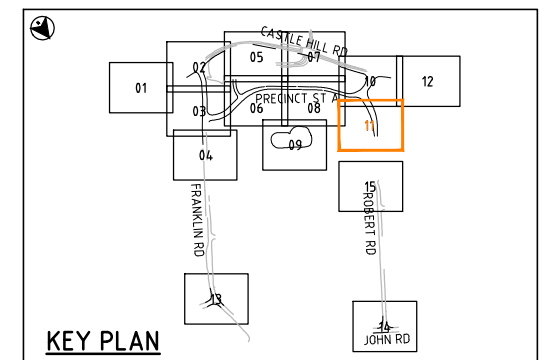 CASTLE HILL RD
02
05
07
01
10
12
PRECINCT ST A
03
06
08
11
04
09
15
FRANKLIN RD
ROBERT RD
13
14
JOHN RD
KEY PLAN